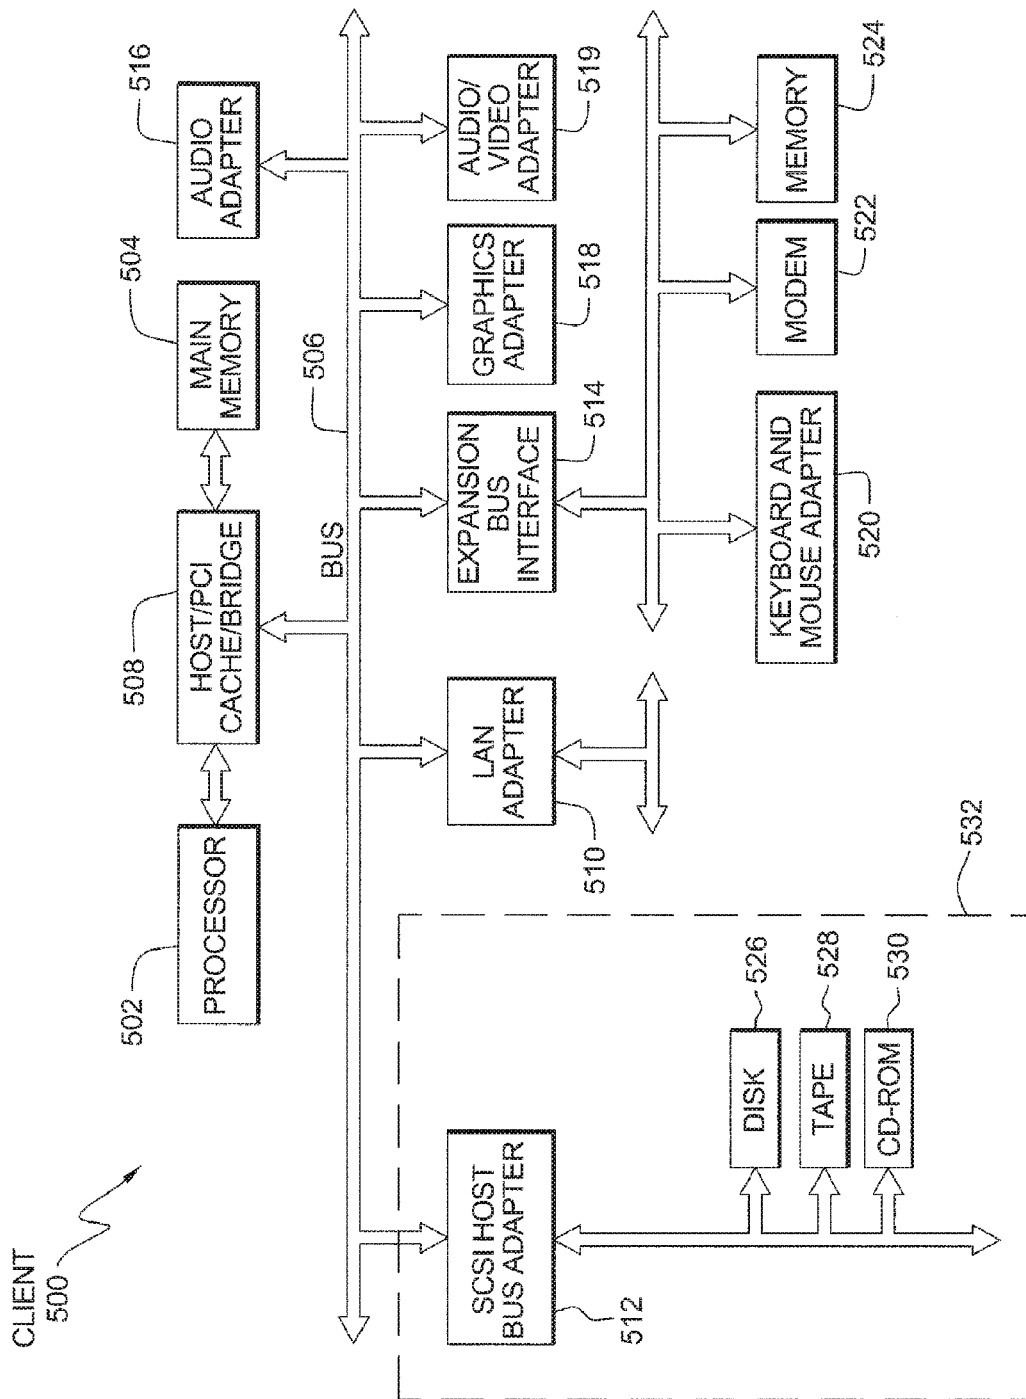 CLIENT
500
502
PROCESSOR
508
HOST/PCI
CACHE/BRIDGE
504
MAIN
MEMORY
516
AUDIO
ADAPTER
BUS
506
SCSI HOST
BUS ADAPTER
512
LAN
ADAPTER
510
EXPANSION
BUS
INTERFACE
514
GRAPHICS
ADAPTER
518
AUDIO/
VIDEO
ADAPTER
519
DISK
526
TAPE
528
CD-ROM
530
532
KEYBOARD AND
MOUSE ADAPTER
520
MODEM
522
MEMORY
524